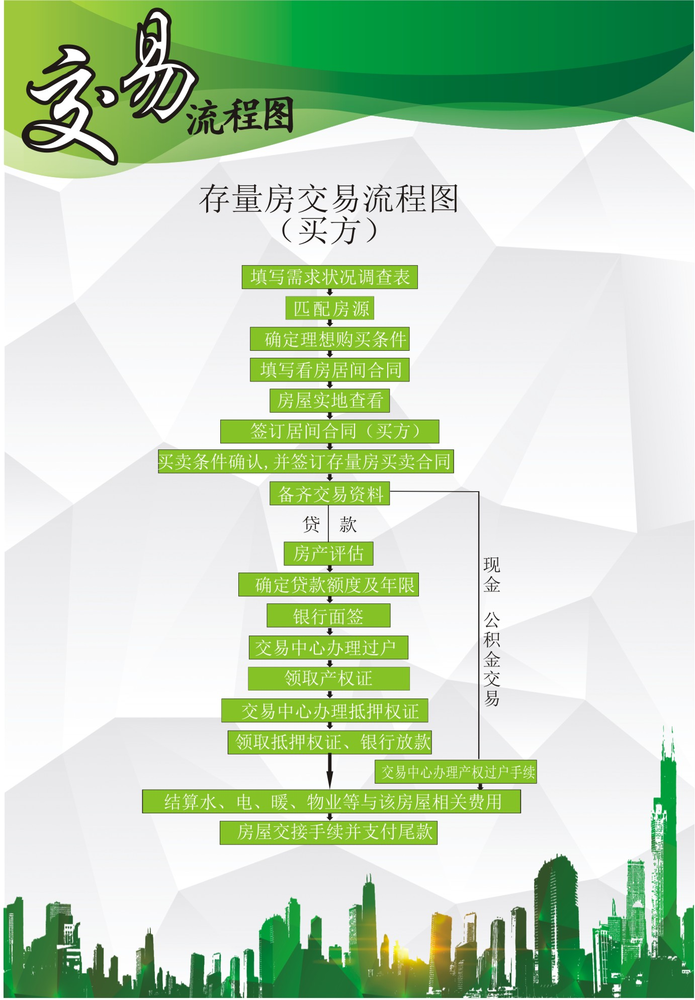 交易流程图
存量房交易流程图
（买方）
填写需求状况调查表
匹配房源
确定理想购买条件
填写看房居间合同
房屋实地查看
签订居间合同（买方）
买卖条件确认,并签订存量房买卖合同
备齐交易资料
贷 款
房产评估
确定贷款额度及年限
银行面签
交易中心办理过户
领取产权证
交易中心办理抵押权证
领取抵押权证、银行放款
现金 公积金交易
交易中心办理产权过户手续
结算水、电、暖、物业等与该房屋相关费用
房屋交接手续并支付尾款